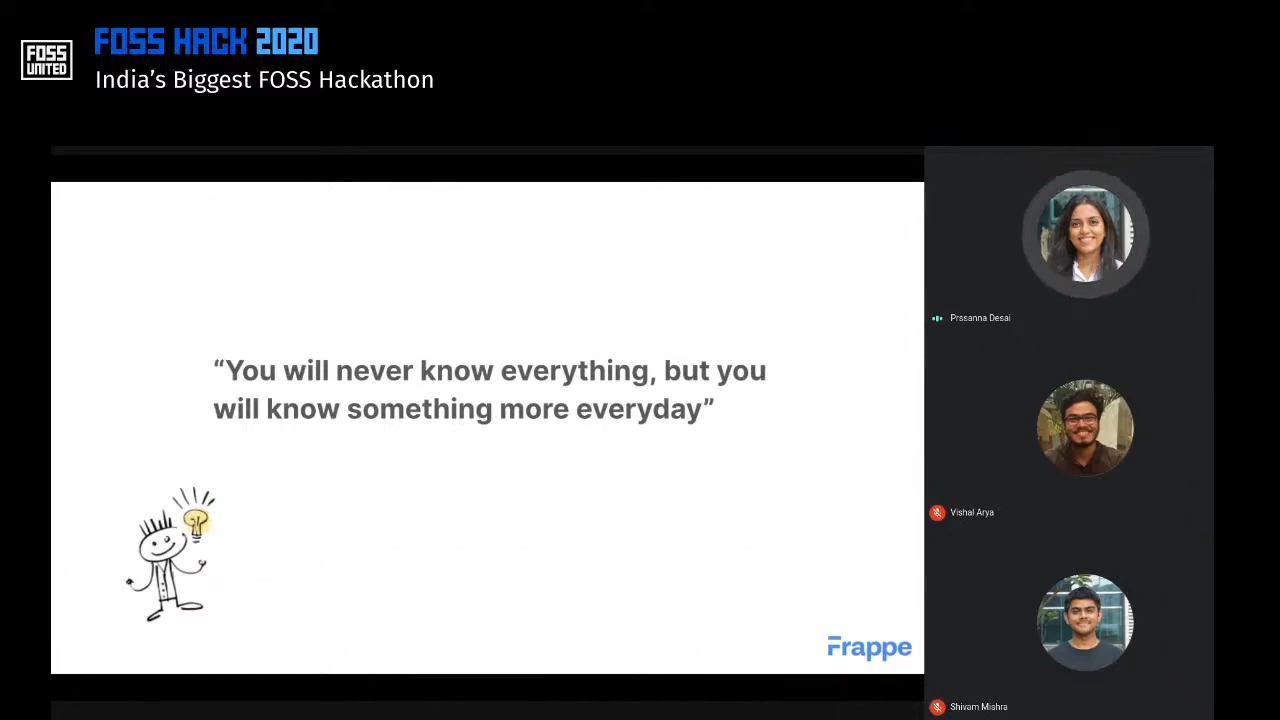 FOSS UNITED
FOSS HACK 2020
India’s Biggest FOSS Hackathon
“You will never know everything, but you
will know something more everyday”
Frappe
Prssanna Desai
Vishal Arya
Shivam Mishra